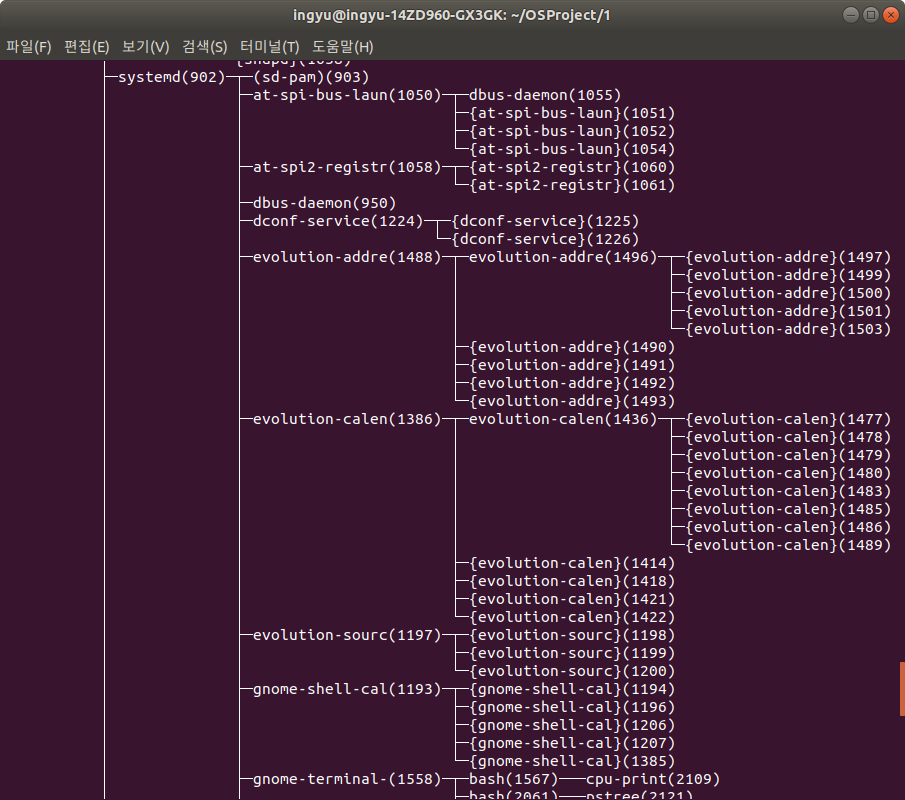 ingyu@ingyu-14ZD960-GX3GK: ~/OSProject/1
파일(F) 편집(E) 보기(V) 검색(S) 터미널(T) 도움말(H)
{snapd}(1058)
├─systemd(902)─┬─(sd-pam)(903)
├─at-spi-bus-laun(1050)─┬─dbus-daemon(1055)
├─{at-spi-bus-laun}(1051)
├─{at-spi-bus-laun}(1052)
└─{at-spi-bus-laun}(1054)
├─at-spi2-registr(1058)─┬─{at-spi2-registr}(1060)
└─{at-spi2-registr}(1061)
├─dbus-daemon(950)
├─dconf-service(1224)─┬─{dconf-service}(1225)
└─{dconf-service}(1226)
├─evolution-addre(1488)─┬─evolution-addre(1496)─┬─{evolution-addre}(1497)
├─{evolution-addre}(1499)
├─{evolution-addre}(1500)
├─{evolution-addre}(1501)
└─{evolution-addre}(1503)
├─{evolution-addre}(1490)
├─{evolution-addre}(1491)
├─{evolution-addre}(1492)
└─{evolution-addre}(1493)
├─evolution-calen(1386)─┬─evolution-calen(1436)─┬─{evolution-calen}(1477)
├─{evolution-calen}(1478)
├─{evolution-calen}(1479)
├─{evolution-calen}(1480)
├─{evolution-calen}(1483)
├─{evolution-calen}(1485)
├─{evolution-calen}(1486)
└─{evolution-calen}(1489)
├─{evolution-calen}(1414)
├─{evolution-calen}(1418)
├─{evolution-calen}(1421)
└─{evolution-calen}(1422)
├─evolution-sourc(1197)─┬─{evolution-sourc}(1198)
├─{evolution-sourc}(1199)
└─{evolution-sourc}(1200)
├─gnome-shell-cal(1193)─┬─{gnome-shell-cal}(1194)
├─{gnome-shell-cal}(1196)
├─{gnome-shell-cal}(1206)
├─{gnome-shell-cal}(1207)
└─{gnome-shell-cal}(1385)
├─gnome-terminal-(1558)─┬─bash(1567)───cpu-print(2109)
├─bash(2061)───pstree(2121)